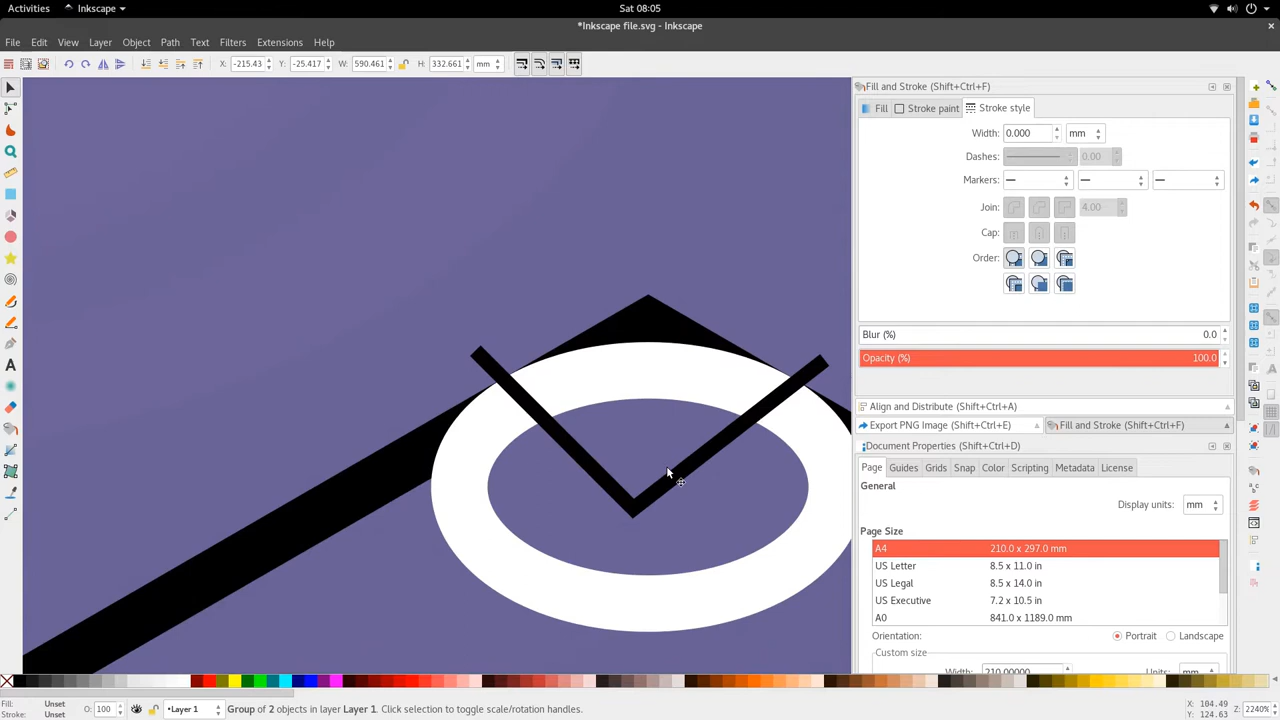 Activities Inkscape Sat 08:05
*Inkscape file.svg - Inkscape
File Edit View Layer Object Path Text Filters Extensions Help
X: -215.43 Y: -25.417 W: 590.461 H: 332.661 mm
Fill and Stroke (Shift+Ctrl+F)
Fill Stroke paint Stroke style
Width: 0.000 mm
Dashes: 0.00
Markers:
Join: 4.00
Cap:
Order:
Blur (%) 0.0
Opacity (%) 100.0
Align and Distribute (Shift+Ctrl+A)
Export PNG Image (Shift+Ctrl+E) Fill and Stroke (Shift+Ctrl+F)
Document Properties (Shift+Ctrl+D)
Page Guides Grids Snap Color Scripting Metadata License
General
Display units: mm
Page Size
A4 210.0 x 297.0 mm
US Letter 8.5 x 11.0 in
US Legal 8.5 x 14.0 in
US Executive 7.2 x 10.5 in
A0 841.0 x 1189.0 mm
Orientation: Portrait Landscape
Custom size
Width: 210.00000 Units: mm
Fill: Unset
Stroke: Unset
O: 100 Layer 1 Group of 2 objects in layer Layer 1. Click selection to toggle scale/rotation handles.
X: 104.49
Y: 124.63
Z: 2240%